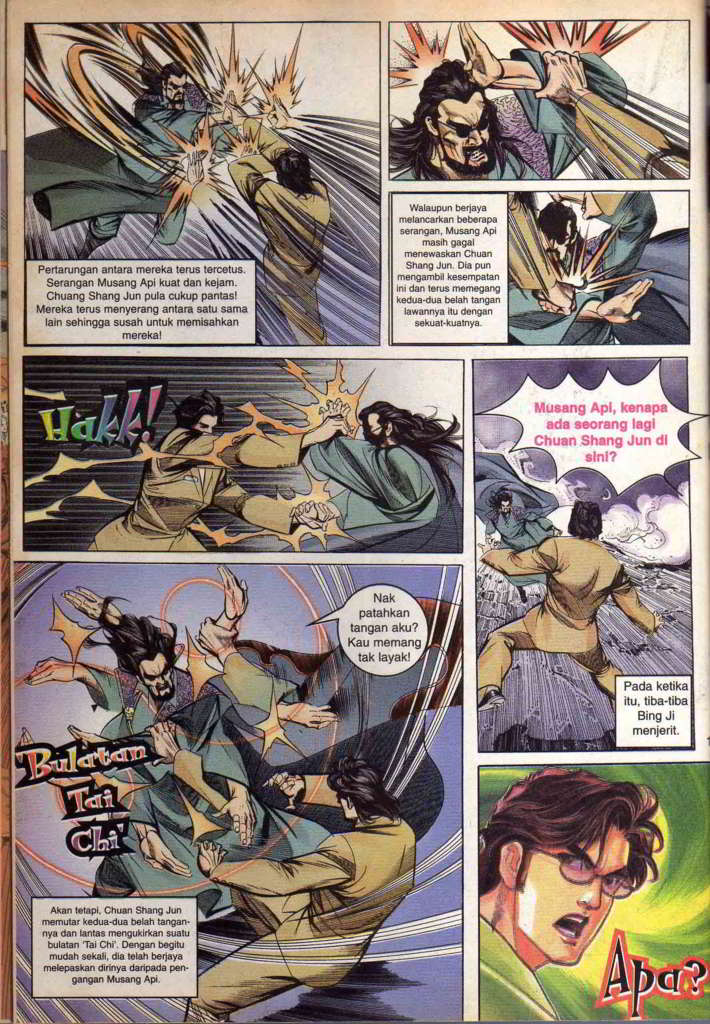 Pertarungan antara mereka terus tercetus.
Serangan Musang Api kuat dan kejam.
Chuang Shang Jun pula cukup pantas!
Mereka terus menyerang antara satu sama
lain sehingga susah untuk memisahkan
mereka!
Walaupun berjaya
melancarkan beberapa
serangan, Musang Api
masih gagal
menewaskan Chuan
Shang Jun. Dia pun
mengambil kesempatan
ini dan terus memegang
kedua-dua belah tangan
lawannya itu dengan
sekuat-kuatnya.
Hakk!
Musang Api, kenapa
ada seorang lagi
Chuan Shang Jun di
sini?
Pada ketika
itu, tiba-tiba
Bing Ji
menjerit.
Nak
patahkan
tangan aku?
Kau memang
tak layak!
Bulatan
Tai
Chi
Akan tetapi, Chuan Shang Jun
memutar kedua-dua belah tangan-
nya dan lantas mengukirkan suatu
bulatan 'Tai Chi'. Dengan begitu
mudah sekali, dia telah berjaya
melepaskan dirinya daripada pen-
gangan Musang Api.
Apa?